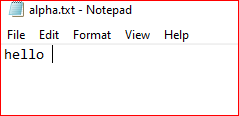 alpha.txt - Notepad
File Edit Format View Help
hello